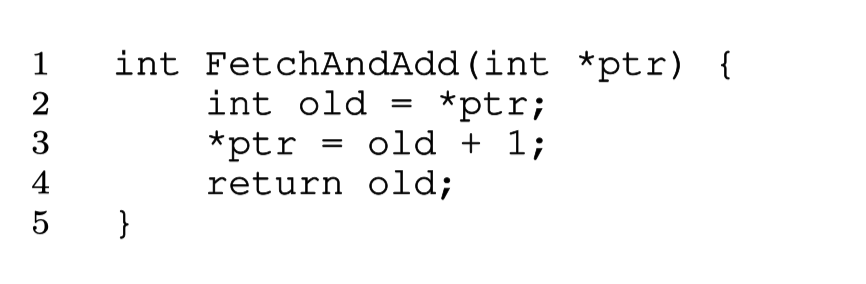 1 int FetchAndAdd(int *ptr) {
2 int old = *ptr;
3 *ptr = old + 1;
4 return old;
5 }